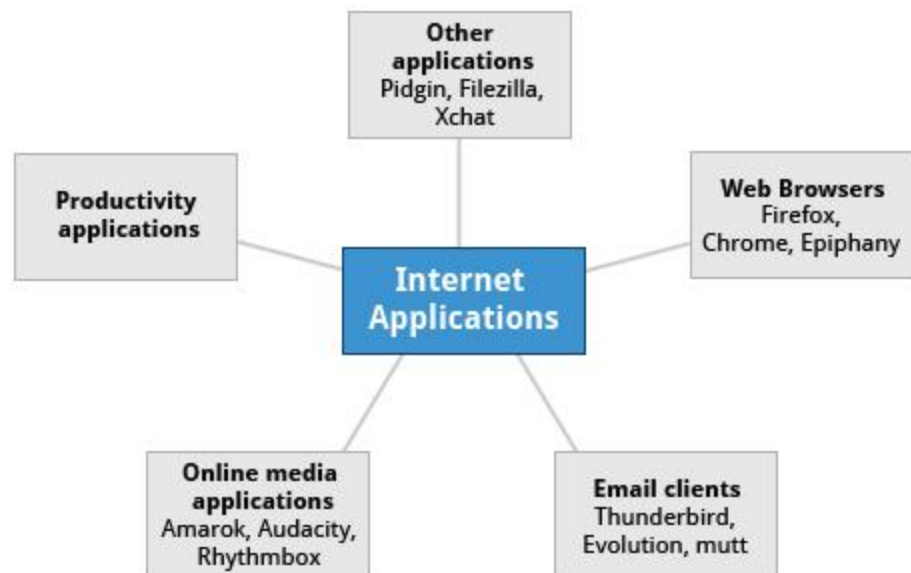 Other
applications
Pidgin, Filezilla,
Xchat
Productivity
applications
Web Browsers
Firefox,
Chrome, Epiphany
Internet
Applications
Online media
applications
Amarok, Audacity,
Rhythmbox
Email clients
Thunderbird,
Evolution, mutt